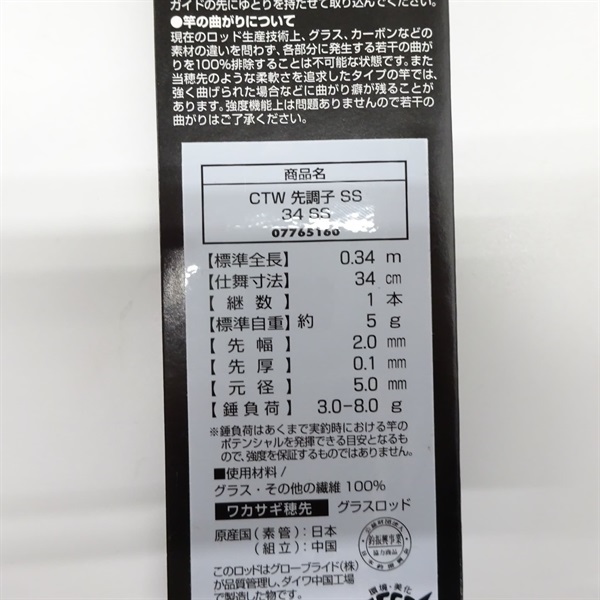 ガイドの先にゆとりを持たせて取り込んでください。
●竿の曲がりについて
現在のロッド生産技術上、グラス、カーボンなどの
素材の違いを問わず、各部分に発生する若干の曲が
りを100%排除することは不可能な状態です。また
当穂先のような柔軟さを追求したタイプの竿では、
強く曲げられた場合などに曲がり癖が残ることが
あります。強度機能上は問題ありませんので若干の
曲がりはご了承ください。
商品名
CTW 先調子 SS
34 SS
07765160
【標準全長】 0.34 m
【仕舞寸法】 34 cm
【継数】 1 本
【標準自重】約 5 g
【先幅】 2.0 mm
【先厚】 0.1 mm
【元径】 5.0 mm
【錘負荷】 3.0-8.0 g
※錘負荷はあくまで実釣時における竿の
ポテンシャルを発揮できる目安となるもの
で、強度を保証するものではありません。
■使用材料/
グラス・その他の繊維 100%
ワカサギ穂先 グラスロッド
原産国(素管):日本
(組立):中国
釣振興事業
協力商品
このロッドはグローブライド(株)
が品質管理し、ダイワ中国工場
で製造した物です。
環境・美化